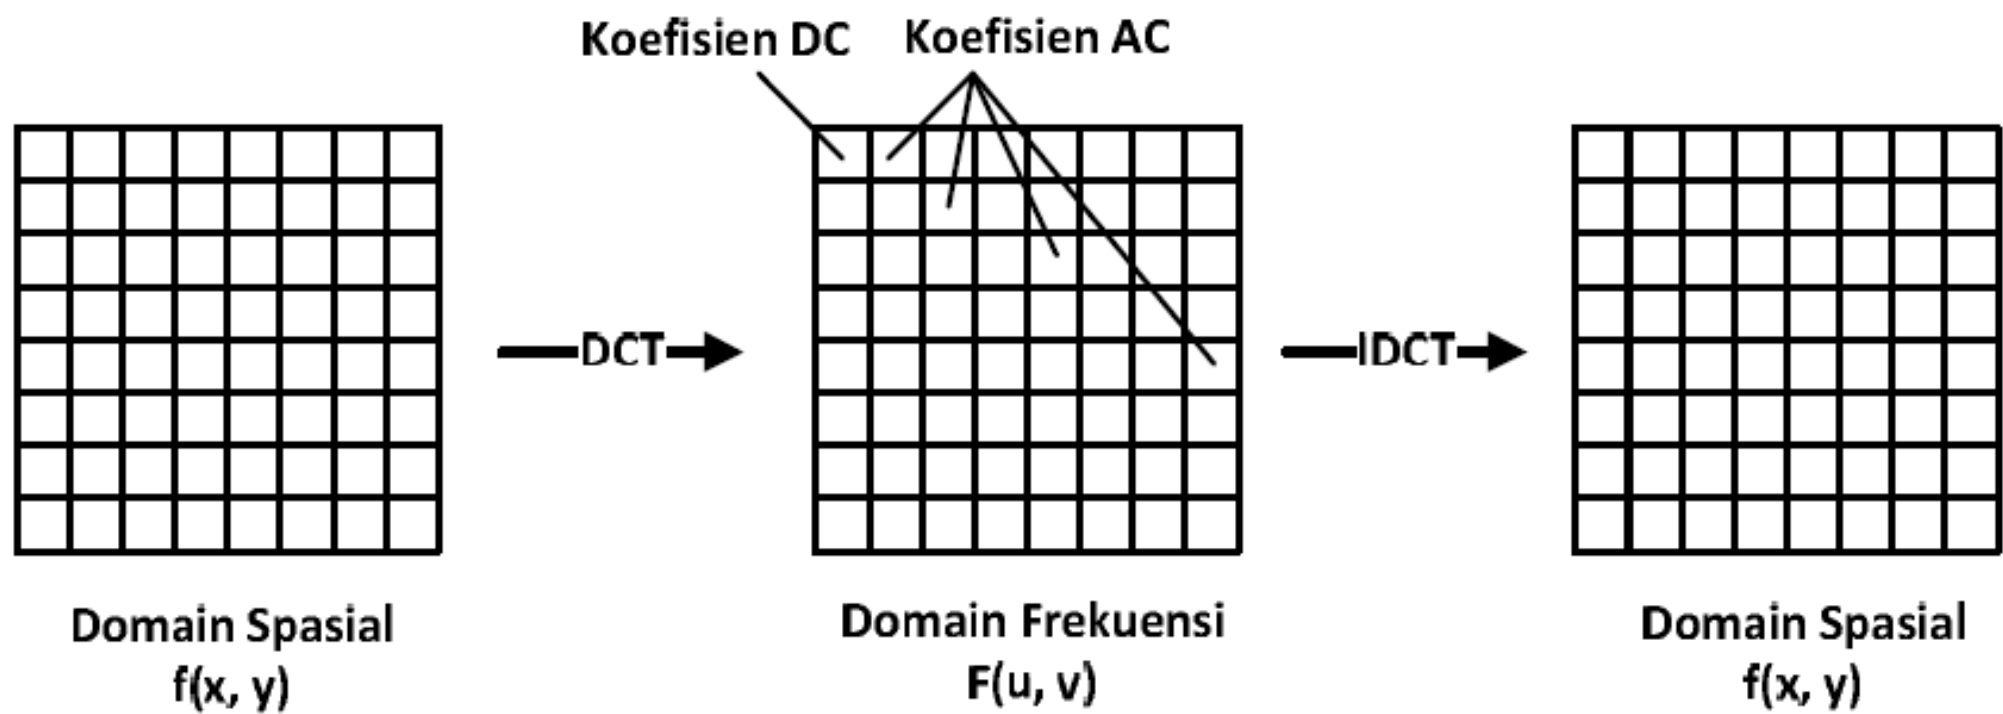 Koefisien DC
Koefisien AC
DCT
IDCT
Domain Spasial
f(x, y)
Domain Frekuensi
F(u, v)
Domain Spasial
f(x, y)